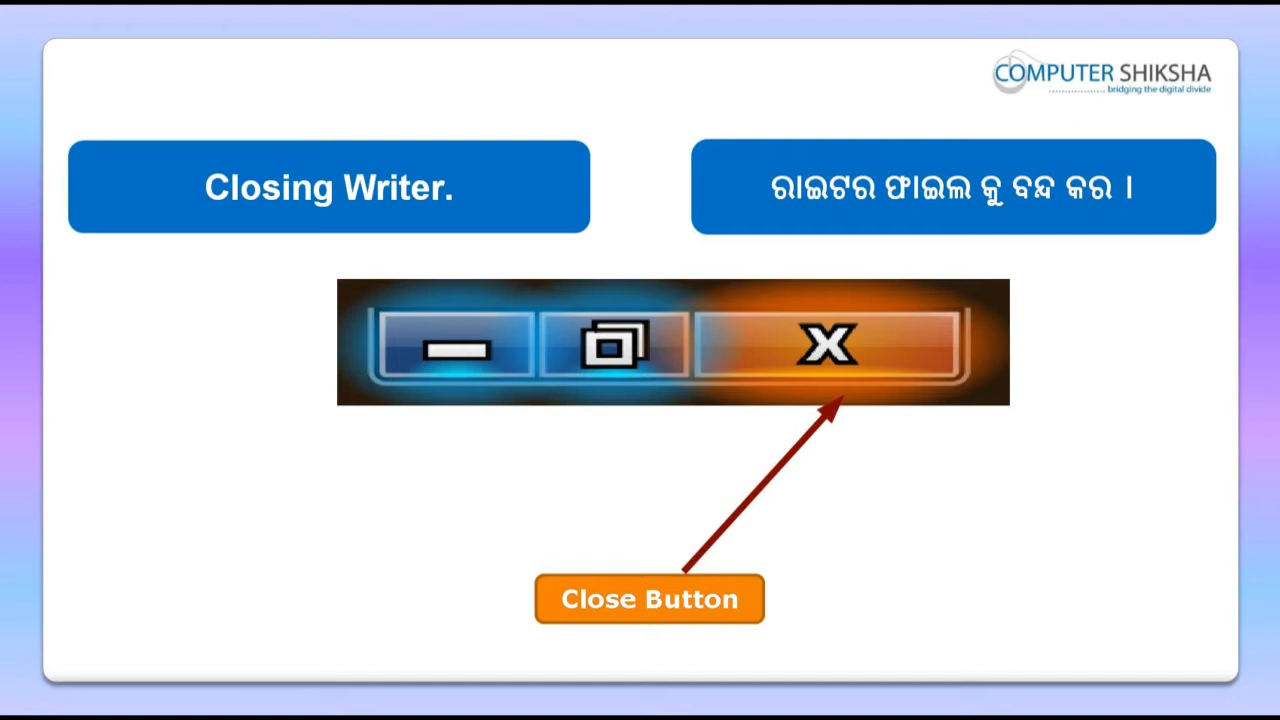 COMPUTER SHIKSHA
bridging the digital divide
Closing Writer.
ରାଇଟର ଫାଇଲ କୁ ବନ୍ଦ କର ।
Close Button